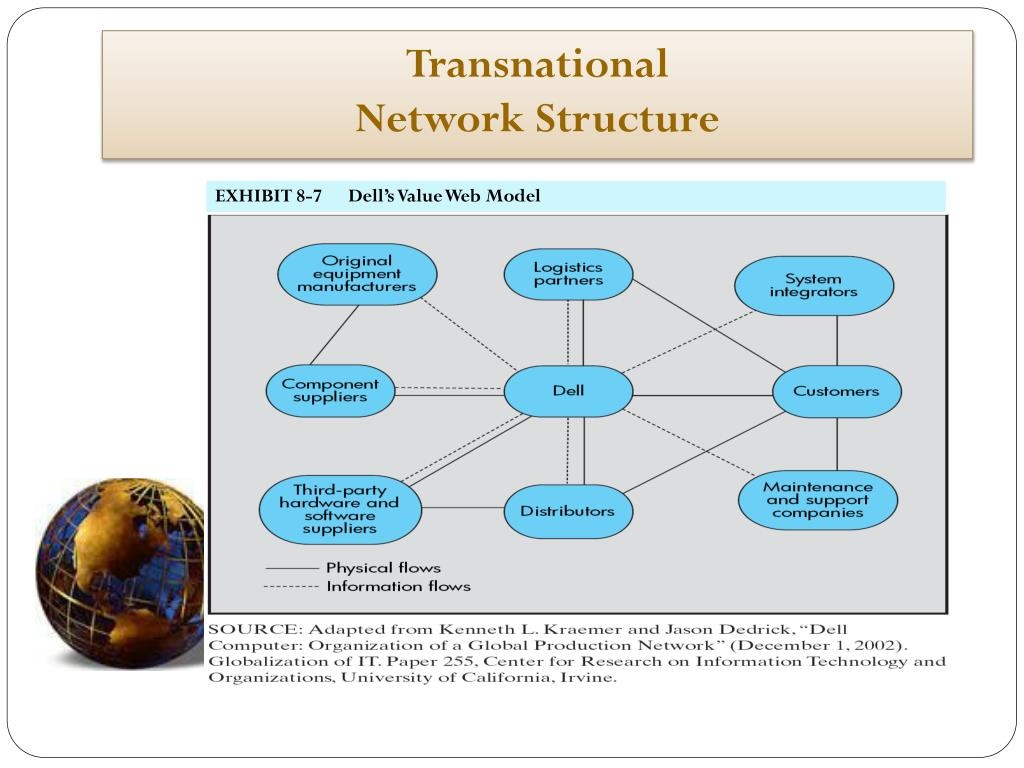 Transnational
Network Structure
EXHIBIT 8-7 Dell's Value Web Model
Original
equipment
manufacturers
Logistics
partners
System
integrators
Component
suppliers
Dell
Customers
Third-party
hardware and
software
suppliers
Distributors
Maintenance
and support
companies
Physical flows
Information flows
SOURCE: Adapted from Kenneth L. Kraemer and Jason Dedrick, “Dell
Computer: Organization of a Global Production Network” (December 1, 2002).
Globalization of IT. Paper 255, Center for Research on Information Technology and
Organizations, University of California, Irvine.